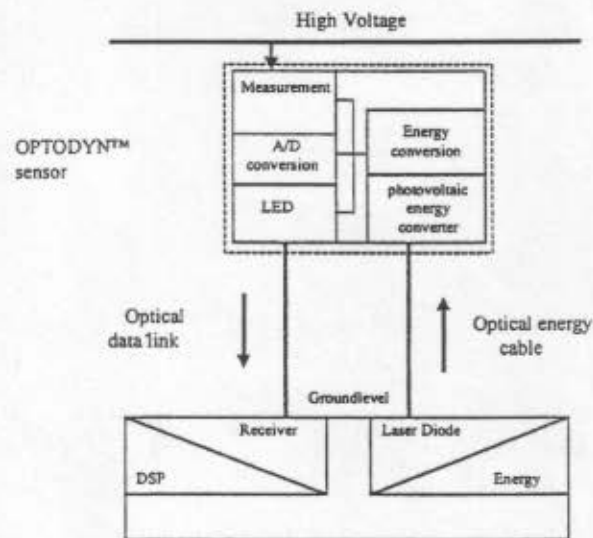 High Voltage
Measurement
OPTODYN™
sensor
A/D
conversion
Energy
conversion
LED
photovoltaic
energy
converter
Optical
data link
Optical energy
cable
Groundlevel
Receiver
Laser Diode
DSP
Energy